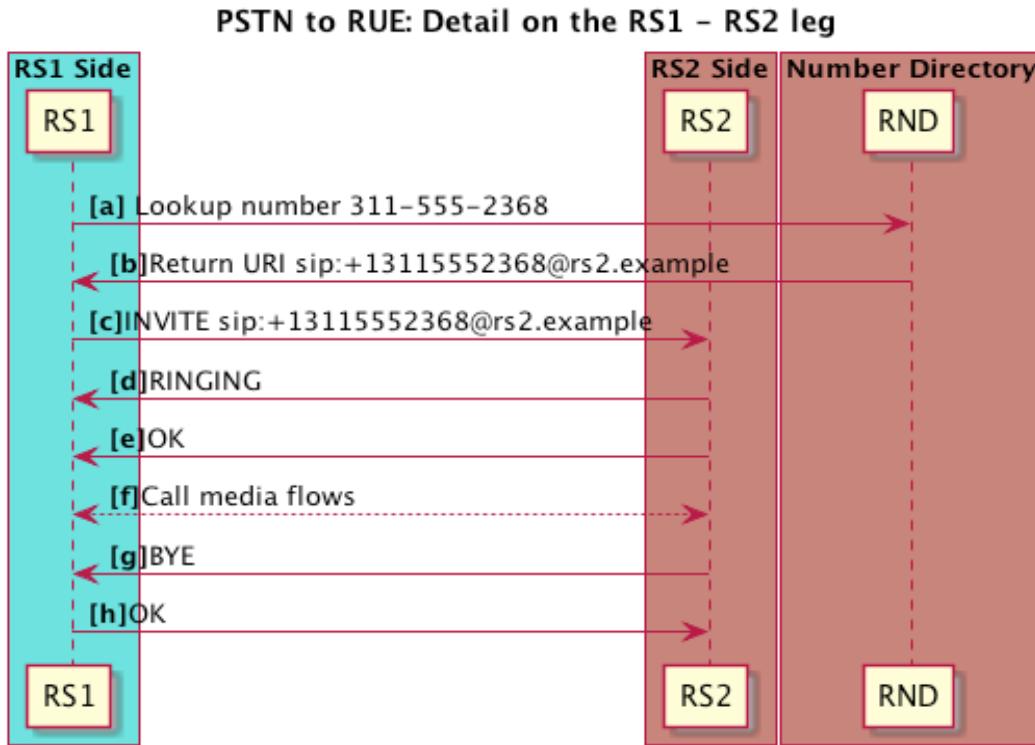 PSTN to RUE: Detail on the RS1 – RS2 leg
RS1 Side
RS2 Side
Number Directory
RS1
RS2
RND
[a] Lookup number 311–555–2368
[b]Return URI sip:+13115552368@rs2.example
[c]INVITE sip:+13115552368@rs2.example
[d]RINGING
[e]OK
[f]Call media flows
[g]BYE
[h]OK
RS1
RS2
RND